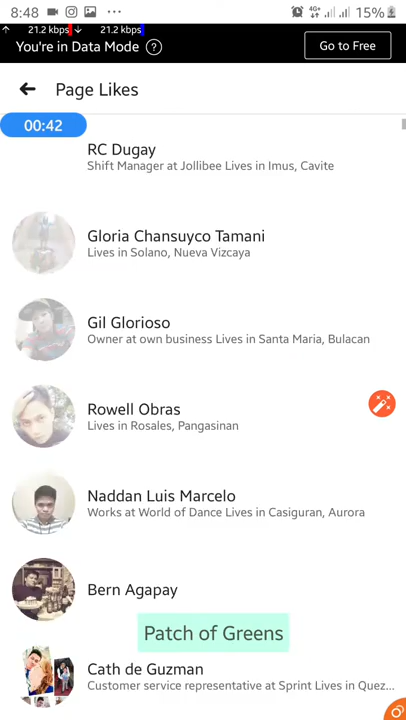 8:48
15%
21.2 kbps
21.2 kbps
4G+
You're in Data Mode ?
Go to Free
Page Likes
00:42
RC Dugay
Shift Manager at Jollibee Lives in Imus, Cavite
Gloria Chansuyco Tamani
Lives in Solano, Nueva Vizcaya
Gil Glorioso
Owner at own business Lives in Santa Maria, Bulacan
Rowell Obras
Lives in Rosales, Pangasinan
Naddan Luis Marcelo
Works at World of Dance Lives in Casiguran, Aurora
Bern Agapay
Patch of Greens
Cath de Guzman
Customer service representative at Sprint Lives in Quez...